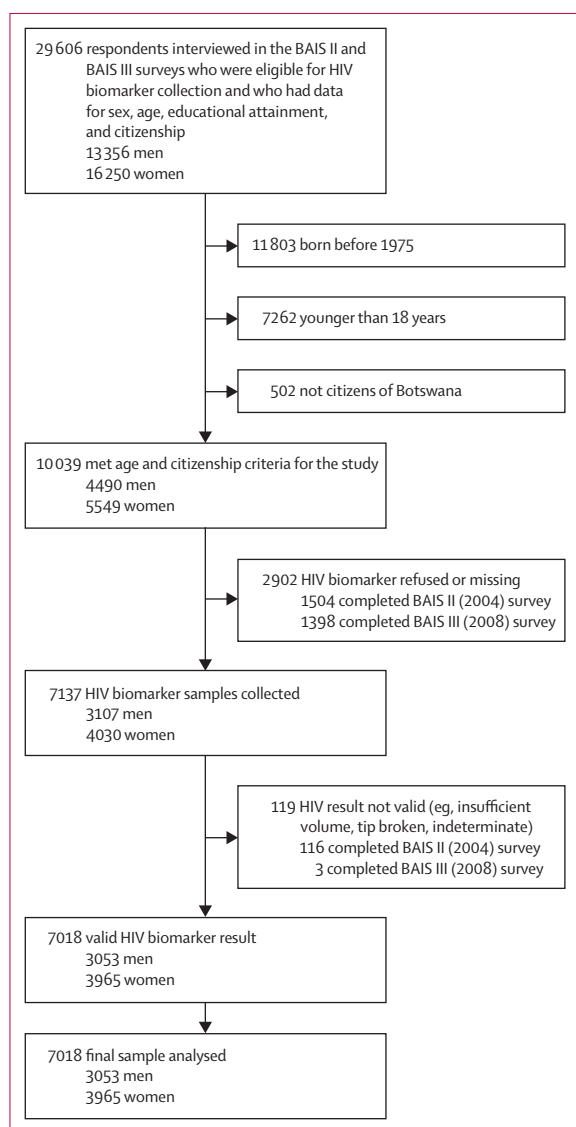 29 606 respondents interviewed in the BAIS II and
BAIS III surveys who were eligible for HIV
biomarker collection and who had data
for sex, age, educational attainment,
and citizenship
13 356 men
16 250 women
11 803 born before 1975
7262 younger than 18 years
502 not citizens of Botswana
10 039 met age and citizenship criteria for the study
4490 men
5549 women
2902 HIV biomarker refused or missing
1504 completed BAIS II (2004) survey
1398 completed BAIS III (2008) survey
7137 HIV biomarker samples collected
3107 men
4030 women
119 HIV result not valid (eg, insufficient
volume, tip broken, indeterminate)
116 completed BAIS II (2004) survey
3 completed BAIS III (2008) survey
7018 valid HIV biomarker result
3053 men
3965 women
7018 final sample analysed
3053 men
3965 women